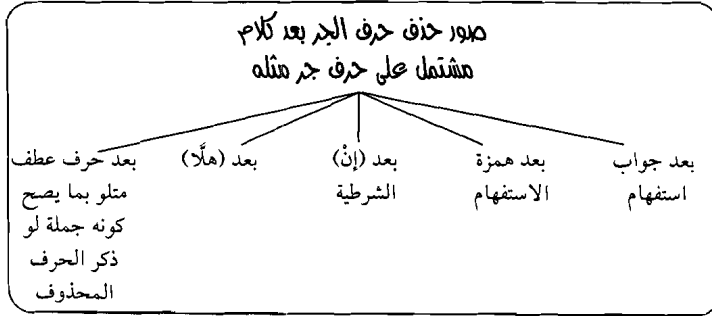 صور حذف حرف الجر بعد كلام
مشتمل على حرف جر مثله
بعد جواب
استفهام
بعد همزة
الاستفهام
بعد (إنْ)
الشرطية
بعد (هلَّا)
بعد حرف عطف
متلو بما يصح
كونه جملة لو
ذكر الحرف
المحذوف